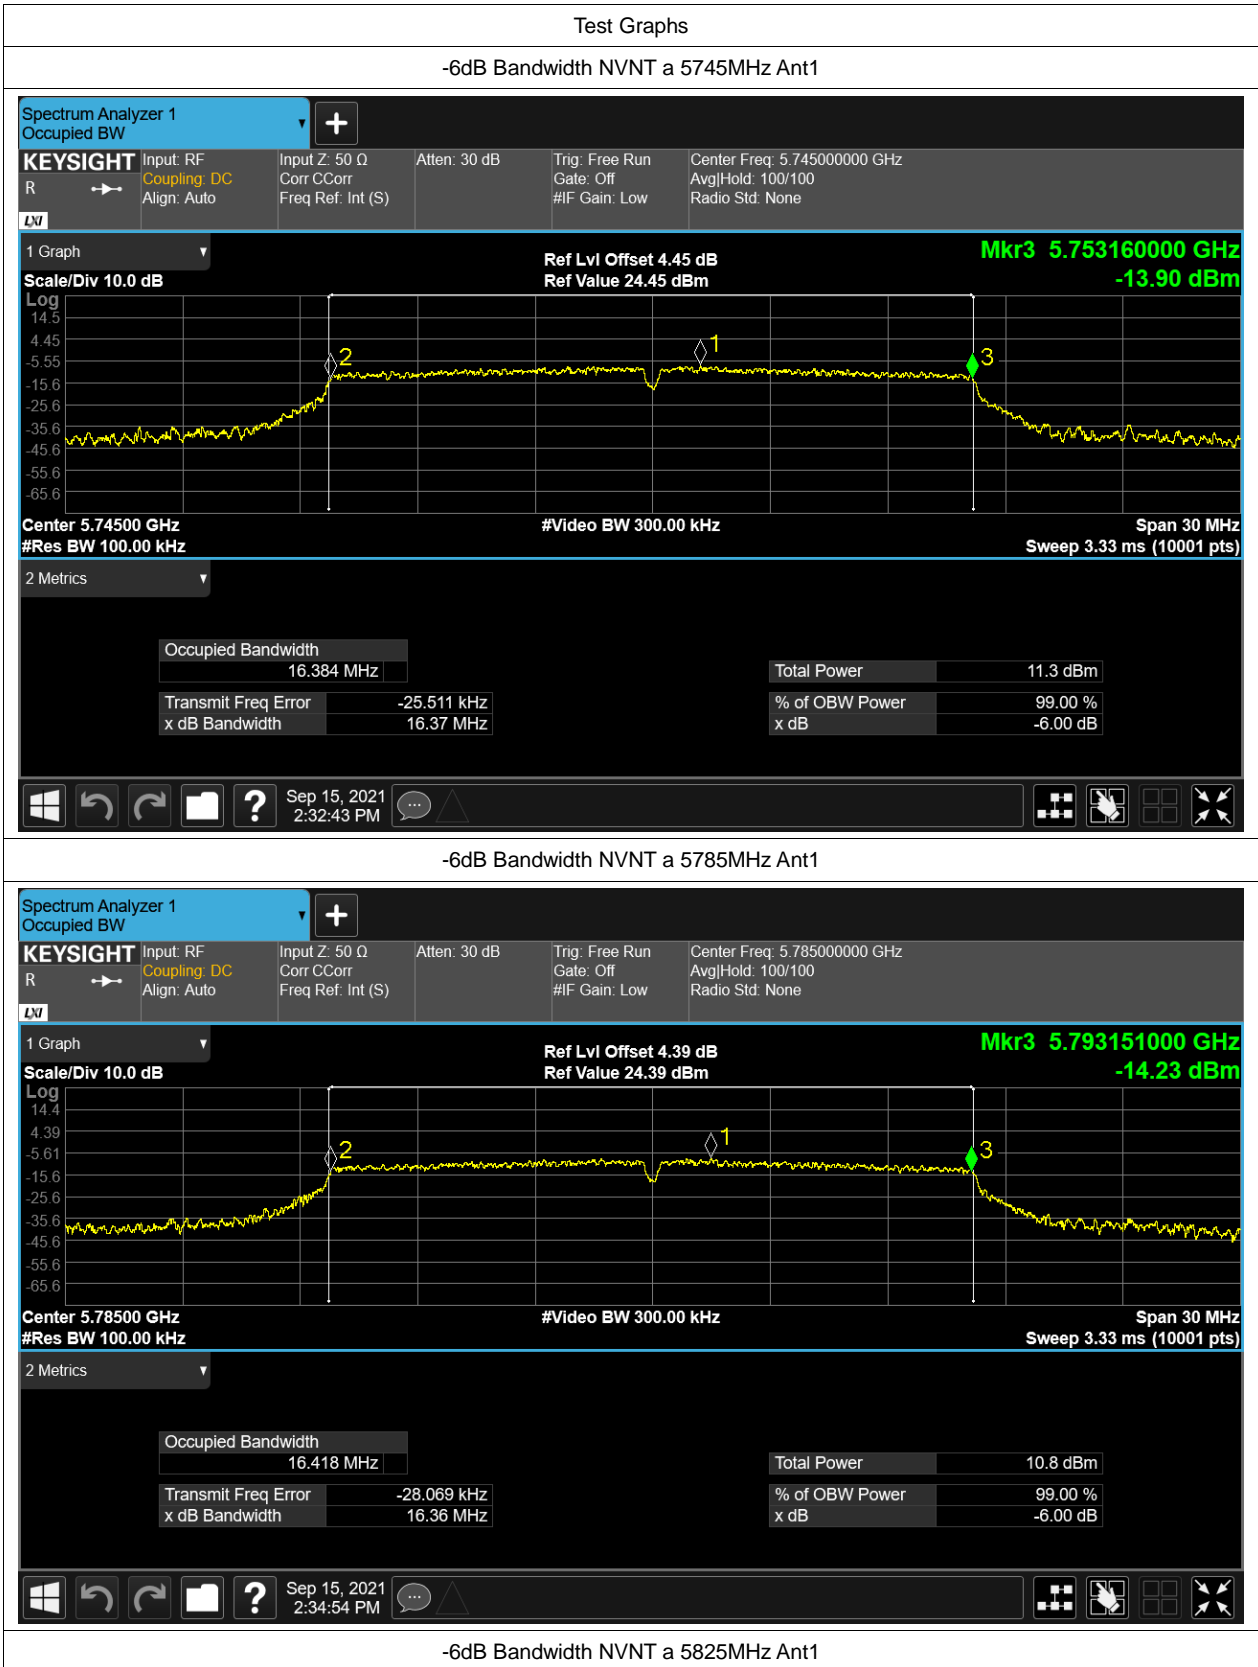 Test Graphs
-6dB Bandwidth NVNT a 5745MHz Ant1
Spectrum Analyzer 1
Occupied BW
+
KEYSIGHT
R
LXI
Input: RF
Coupling: DC
Align: Auto
Input Z: 50 Ω
Corr CCorr
Freq Ref: Int (S)
Atten: 30 dB
Trig: Free Run
Gate: Off
#IF Gain: Low
Center Freq: 5.745000000 GHz
Avg|Hold: 100/100
Radio Std: None
1 Graph
Scale/Div 10.0 dB
Ref Lvl Offset 4.45 dB
Ref Value 24.45 dBm
Mkr3 5.753160000 GHz
-13.90 dBm
Log
14.5
4.45
-5.55
-15.6
-25.6
-35.6
-45.6
-55.6
-65.6
2
1
3
Center 5.74500 GHz
#Res BW 100.00 kHz
#Video BW 300.00 kHz
Span 30 MHz
Sweep 3.33 ms (10001 pts)
2 Metrics
Occupied Bandwidth
16.384 MHz
Total Power 11.3 dBm
Transmit Freq Error -25.511 kHz
% of OBW Power 99.00 %
x dB Bandwidth 16.37 MHz
x dB -6.00 dB
?
Sep 15, 2021
2:32:43 PM
-6dB Bandwidth NVNT a 5785MHz Ant1
Spectrum Analyzer 1
Occupied BW
+
KEYSIGHT
R
LXI
Input: RF
Coupling: DC
Align: Auto
Input Z: 50 Ω
Corr CCorr
Freq Ref: Int (S)
Atten: 30 dB
Trig: Free Run
Gate: Off
#IF Gain: Low
Center Freq: 5.785000000 GHz
Avg|Hold: 100/100
Radio Std: None
1 Graph
Scale/Div 10.0 dB
Ref Lvl Offset 4.39 dB
Ref Value 24.39 dBm
Mkr3 5.793151000 GHz
-14.23 dBm
Log
14.4
4.39
-5.61
-15.6
-25.6
-35.6
-45.6
-55.6
-65.6
2
1
3
Center 5.78500 GHz
#Res BW 100.00 kHz
#Video BW 300.00 kHz
Span 30 MHz
Sweep 3.33 ms (10001 pts)
2 Metrics
Occupied Bandwidth
16.418 MHz
Total Power 10.8 dBm
Transmit Freq Error -28.069 kHz
% of OBW Power 99.00 %
x dB Bandwidth 16.36 MHz
x dB -6.00 dB
?
Sep 15, 2021
2:34:54 PM
-6dB Bandwidth NVNT a 5825MHz Ant1